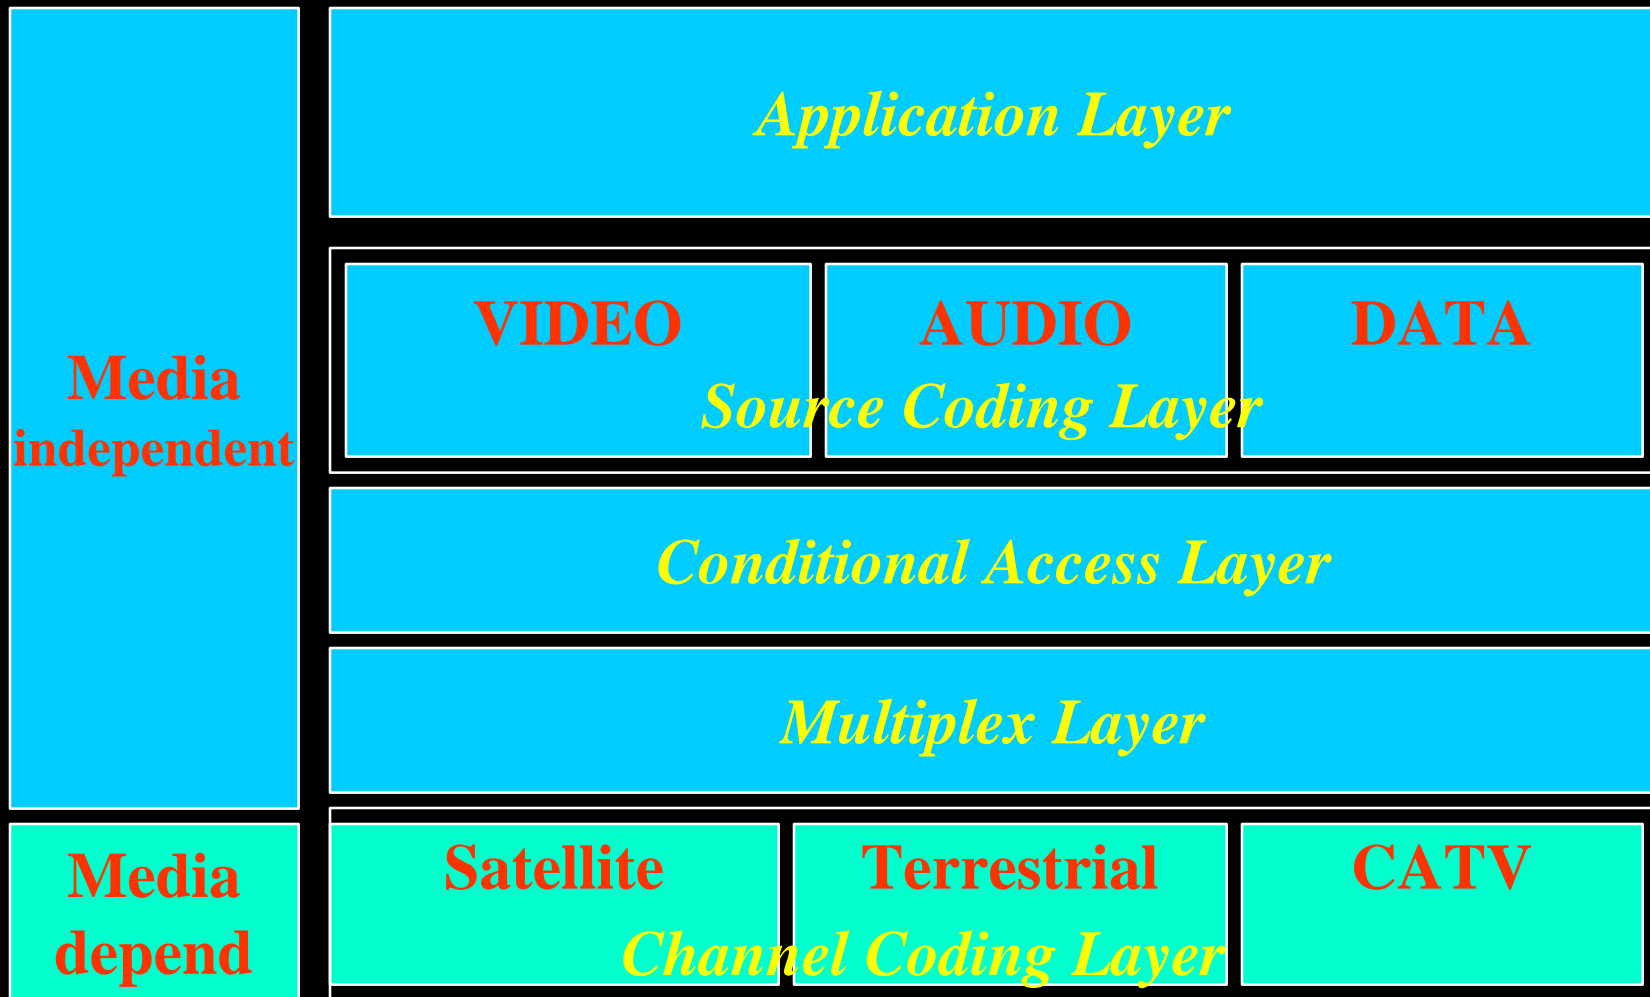 Application Layer
VIDEO
AUDIO
DATA
Source Coding Layer
Media
independent
Conditional Access Layer
Multiplex Layer
Media
depend
Satellite
Terrestrial
CATV
Channel Coding Layer